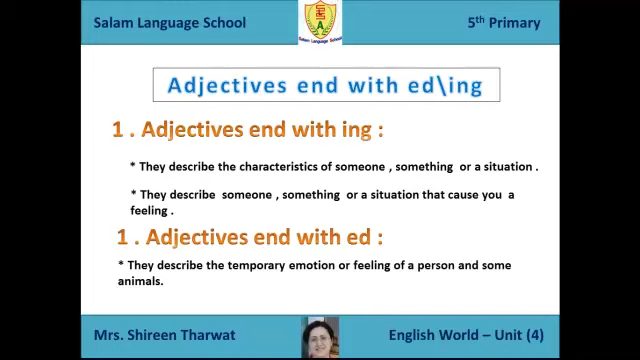 Salam Language School
5th Primary
Salam Language School
Adjectives end with ed\ing
1 . Adjectives end with ing :
* They describe the characteristics of someone , something or a situation .
* They describe someone , something or a situation that cause you a
feeling .
1 . Adjectives end with ed :
* They describe the temporary emotion or feeling of a person and some
animals.
Mrs. Shireen Tharwat
English World – Unit (4)